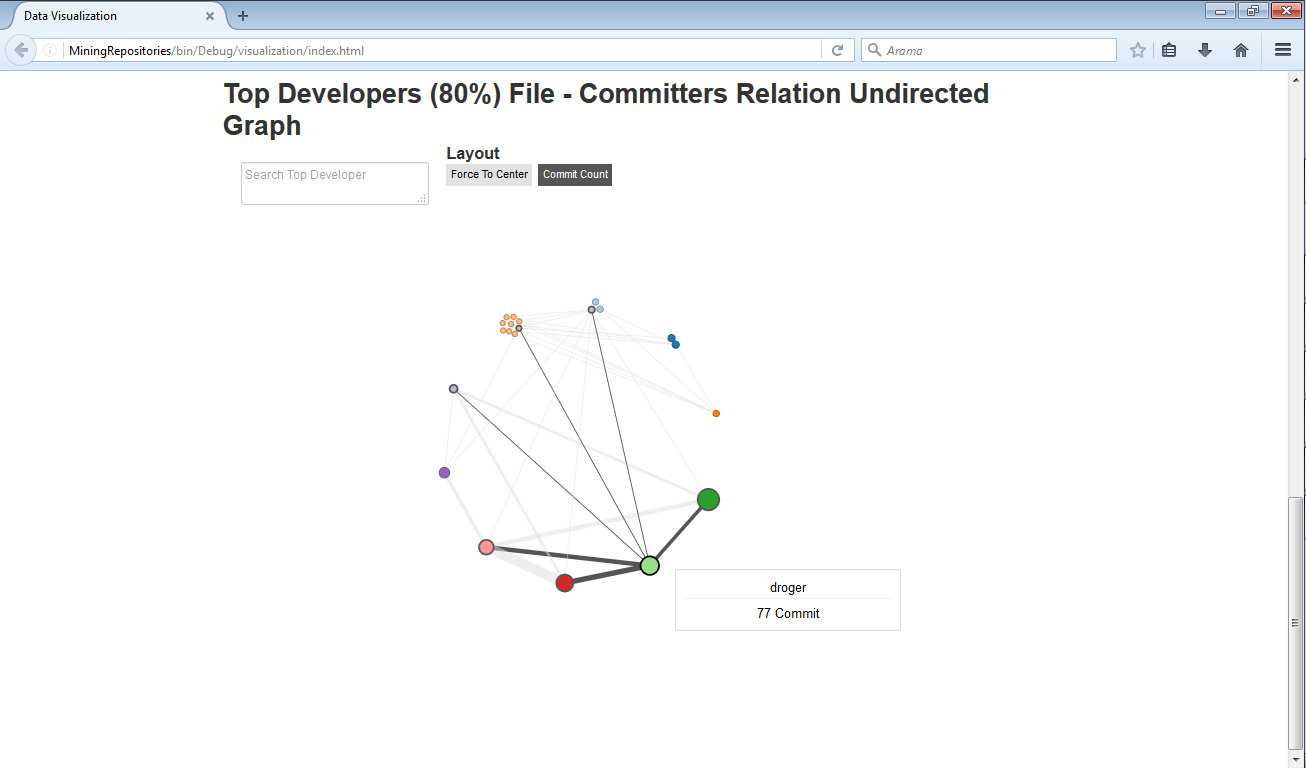 Data Visualization
MiningRepositories/bin/Debug/visualization/index.html
Arama
Top Developers (80%) File - Committers Relation Undirected
Graph
Layout
Search Top Developer
Force To Center
Commit Count
droger
77 Commit